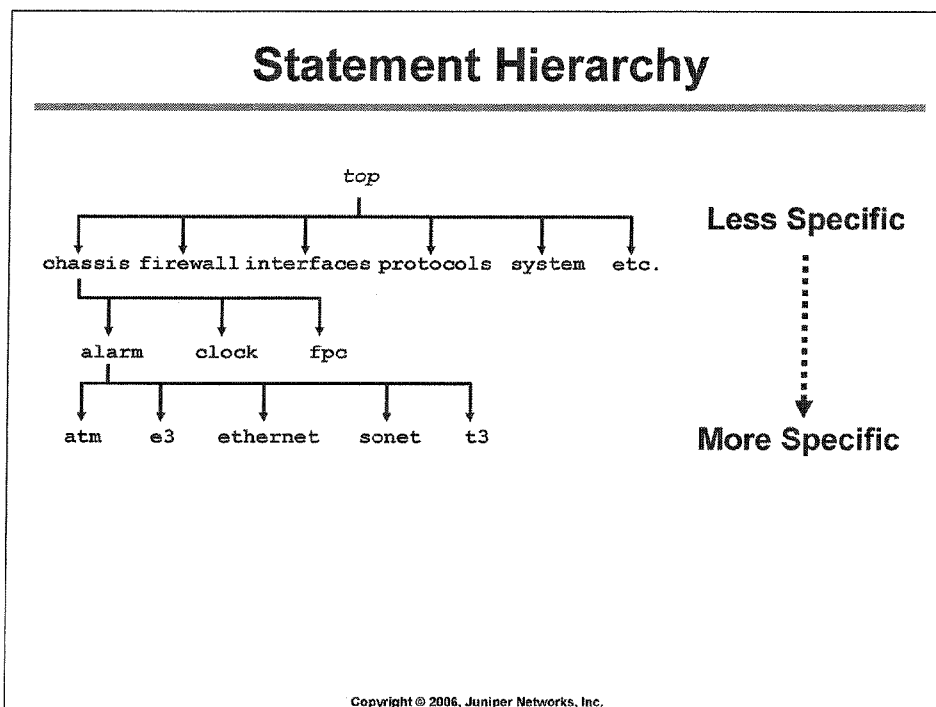 Statement Hierarchy
top
Less Specific
chassis firewall interfaces protocols system etc.
alarm clock fpc
atm e3 ethernet sonet t3
More Specific
Copyright © 2006, Juniper Networks, Inc.